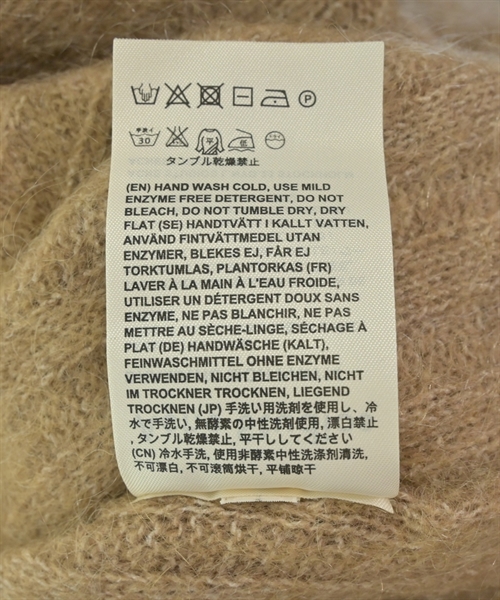 P
手洗イ
30
平
タンブル乾燥禁止
(EN) HAND WASH COLD, USE MILD
ENZYME FREE DETERGENT, DO NOT
BLEACH, DO NOT TUMBLE DRY, DRY
FLAT (SE) HANDTVÄTT I KALLT VATTEN,
ANVÄND FINTVÄTTMEDEL UTAN
ENZYMER, BLEKES EJ, FÅR EJ
TORKTUMLAS, PLANTORKAS (FR)
LAVER À LA MAIN À L'EAU FROIDE,
UTILISER UN DÉTERGENT DOUX SANS
ENZYME, NE PAS BLANCHIR, NE PAS
METTRE AU SÈCHE-LINGE, SÉCHAGE À
PLAT (DE) HANDWÄSCHE (KALT),
FEINWASCHMITTEL OHNE ENZYME
VERWENDEN, NICHT BLEICHEN, NICHT
IM TROCKNER TROCKNEN, LIEGEND
TROCKNEN (JP) 手洗い用洗剤を使用し、冷
水で手洗い, 無酵素の中性洗剤使用, 漂白禁止
, タンブル乾燥禁止, 平干ししてください
(CN) 冷水手洗, 使用非酵素中性洗涤剂清洗,
不可漂白, 不可滚筒烘干, 平铺晾干